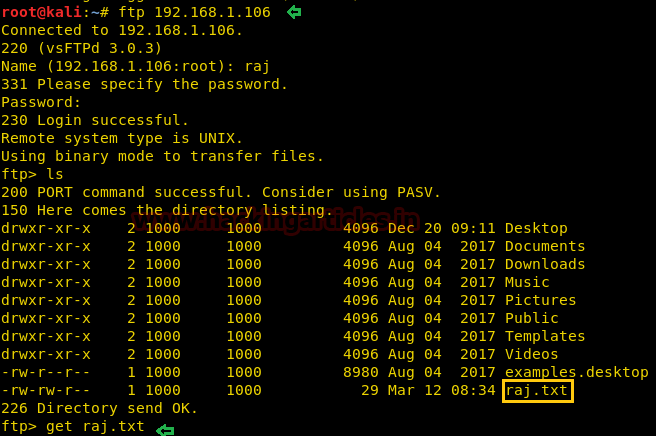 root@kali:~# ftp 192.168.1.106
Connected to 192.168.1.106.
220 (vsFTPd 3.0.3)
Name (192.168.1.106:root): raj
331 Please specify the password.
Password:
230 Login successful.
Remote system type is UNIX.
Using binary mode to transfer files.
ftp> ls
200 PORT command successful. Consider using PASV.
150 Here comes the directory listing.
www.hackingarticles.in
drwxr-xr-x    2 1000     1000         4096 Dec 20 09:11 Desktop
drwxr-xr-x    2 1000     1000         4096 Aug 04  2017 Documents
drwxr-xr-x    2 1000     1000         4096 Aug 04  2017 Downloads
drwxr-xr-x    2 1000     1000         4096 Aug 04  2017 Music
drwxr-xr-x    2 1000     1000         4096 Aug 04  2017 Pictures
drwxr-xr-x    2 1000     1000         4096 Aug 04  2017 Public
drwxr-xr-x    2 1000     1000         4096 Aug 04  2017 Templates
drwxr-xr-x    2 1000     1000         4096 Aug 04  2017 Videos
-rw-r--r--    1 1000     1000         8980 Aug 04  2017 examples.desktop
-rw-rw-r--    1 1000     1000           29 Mar 12 08:34 raj.txt
226 Directory send OK.
ftp> get raj.txt